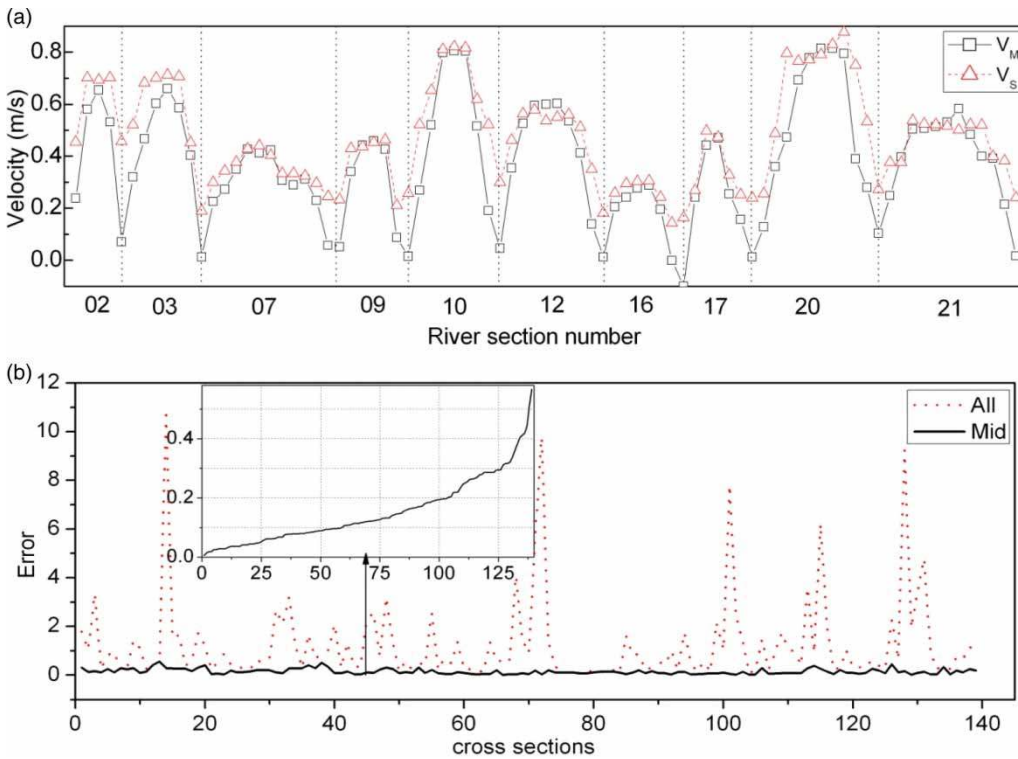 (a)
V_M
V_S
0.8
0.6
0.4
0.2
0.0
Velocity (m/s)
02 03 07 09 10 12 16 17 20 21
River section number
(b)
All
Mid
12
10
8
6
4
2
0
Error
0.4
0.2
0.0
0 25 50 75 100 125
0 20 40 60 80 100 120 140
cross sections